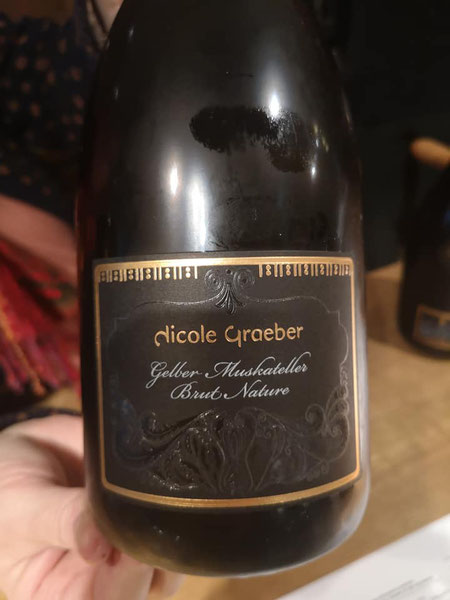 Nicole Graeber
Gelber Muskateller
Brut Nature